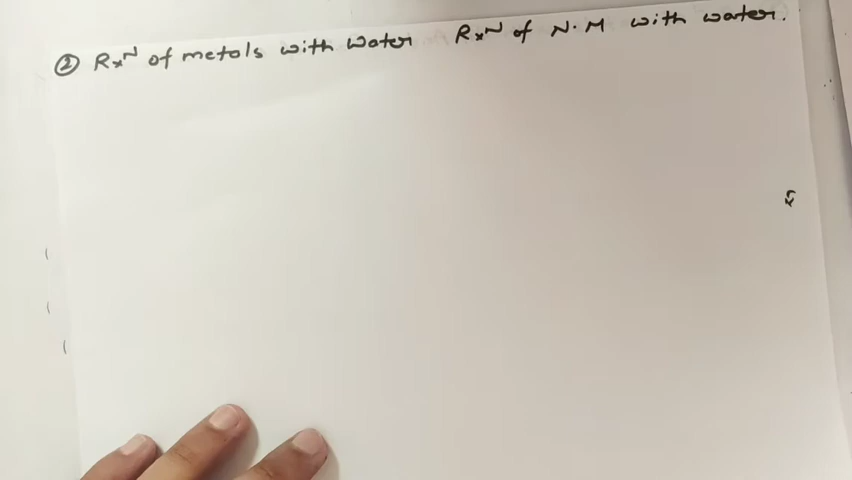 ② Rxᴺ of metals with water Rxᴺ of N.M with water.